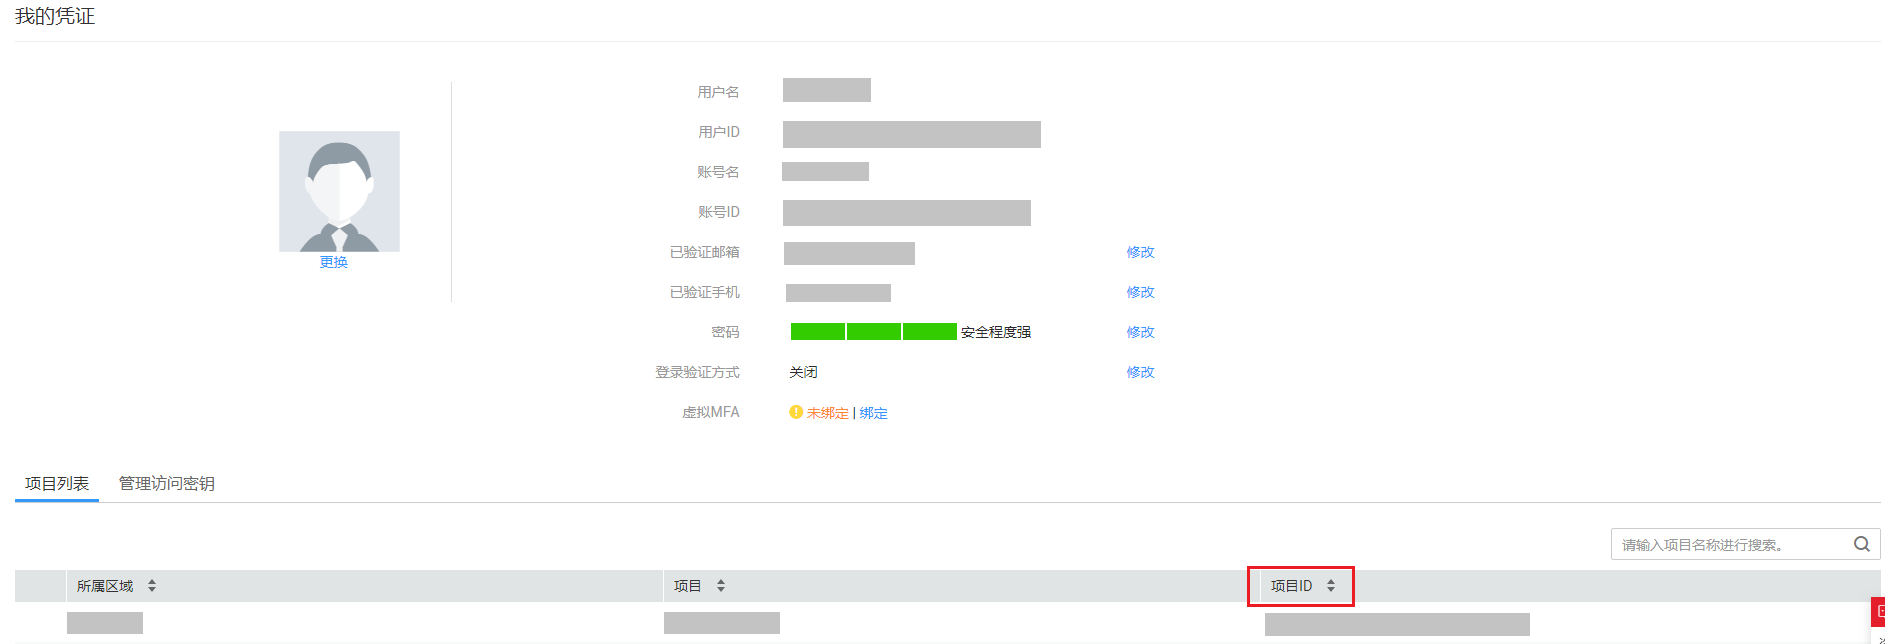 我的凭证
更换
用户名
用户ID
账号名
账号ID
已验证邮箱 修改
已验证手机 修改
密码 安全程度强 修改
登录验证方式 关闭 修改
虚拟MFA 未绑定 | 绑定
项目列表 管理访问密钥
请输入项目名称进行搜索。
所属区域 项目 项目ID